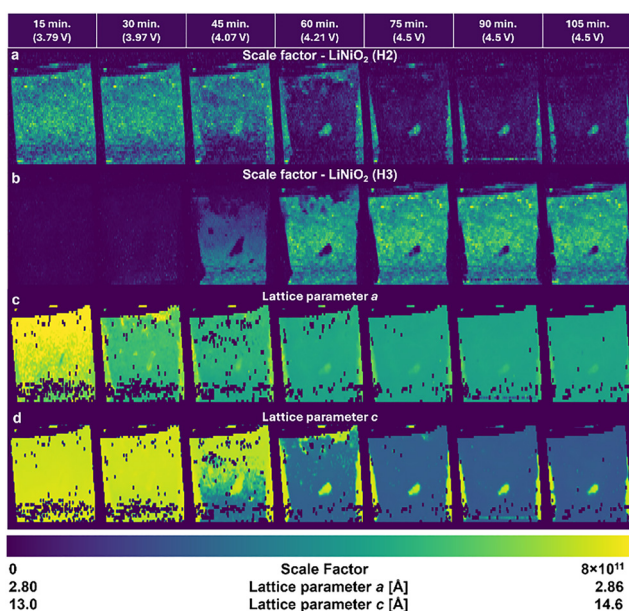 15 min. 30 min. 45 min. 60 min. 75 min. 90 min. 105 min.
(3.79 V) (3.97 V) (4.07 V) (4.21 V) (4.5 V) (4.5 V) (4.5 V)
a Scale factor - LiNiO₂ (H2)
b Scale factor - LiNiO₂ (H3)
c Lattice parameter a
d Lattice parameter c
0 Scale Factor 8×10¹¹
2.80 Lattice parameter a [Å] 2.86
13.0 Lattice parameter c [Å] 14.6